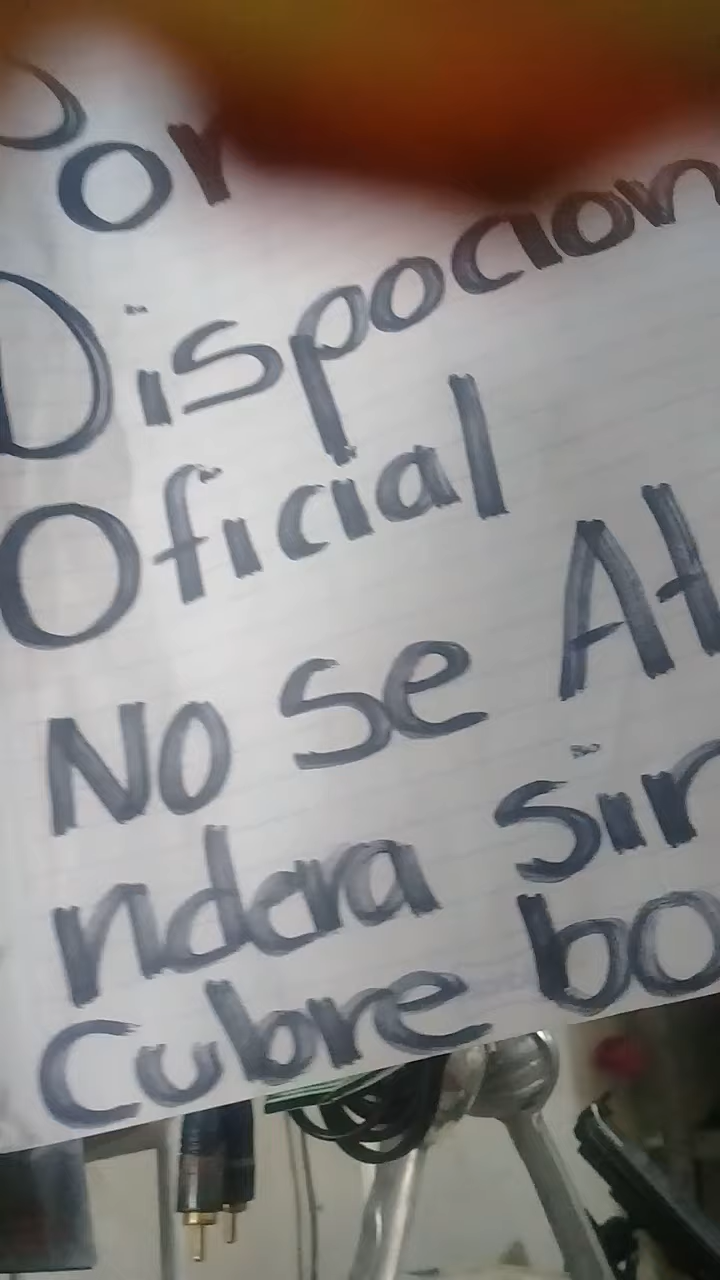 Por
Dispocion
Oficial
No se At
ndera sin
cubre bo